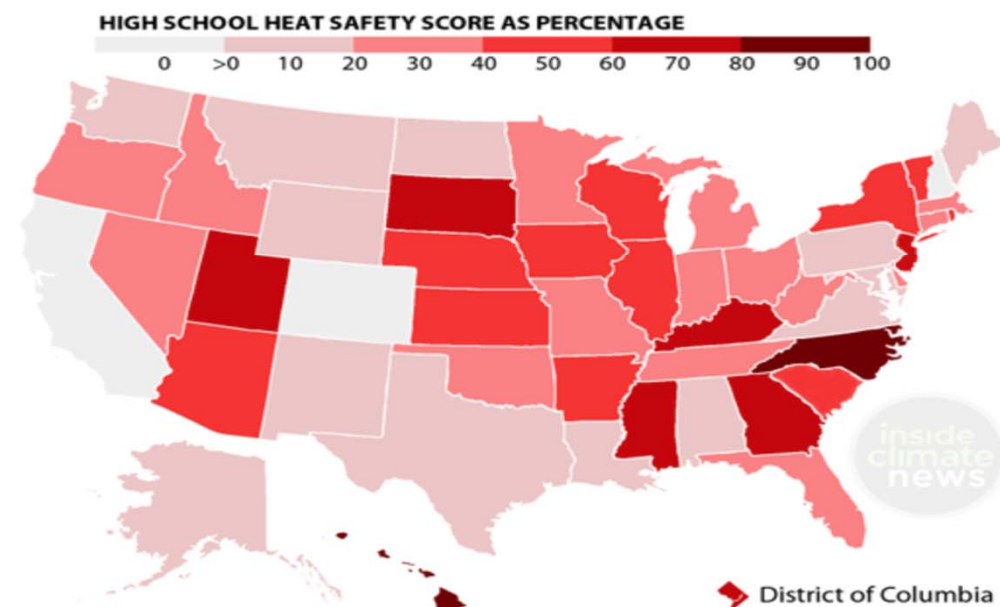 HIGH SCHOOL HEAT SAFETY SCORE AS PERCENTAGE
0 >0 10 20 30 40 50 60 70 80 90 100
inside
climate
news
District of Columbia